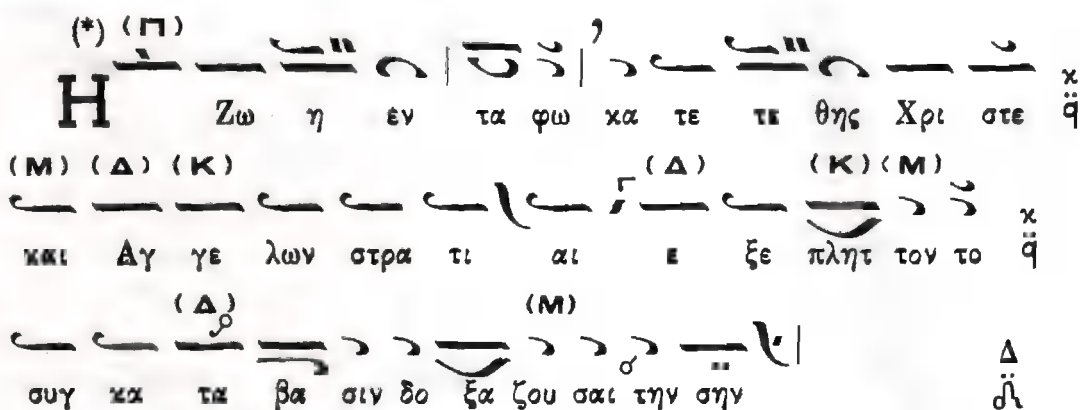 (*) (Π)
Η Ζω η έν τα φω κα τε τε θης Χρι στε
(Μ) (Δ) (Κ) (Δ) (Κ) (Μ)
και Αγ γε λων στρα τι αι ε ξε πλητ τον το
(Δ) (Μ)
συγ κα τα βα σιν δο ξα ζου σαι την σην Δ